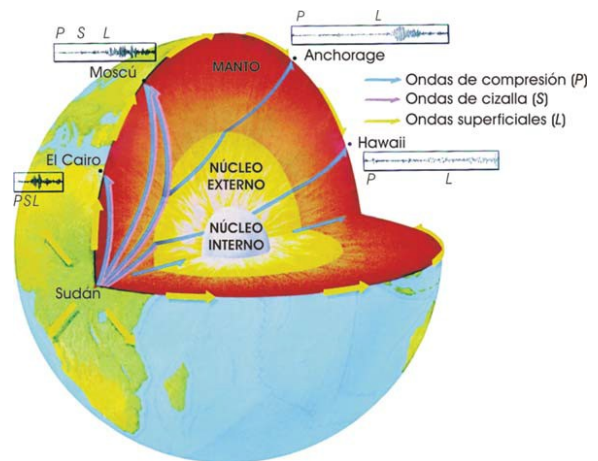 P S L
Moscú
P L
Anchorage
MANTO
Ondas de compresión (P)
Ondas de cizalla (S)
Ondas superficiales (L)
El Cairo
P S L
NÚCLEO
EXTERNO
Hawaii
P L
NÚCLEO
INTERNO
Sudán